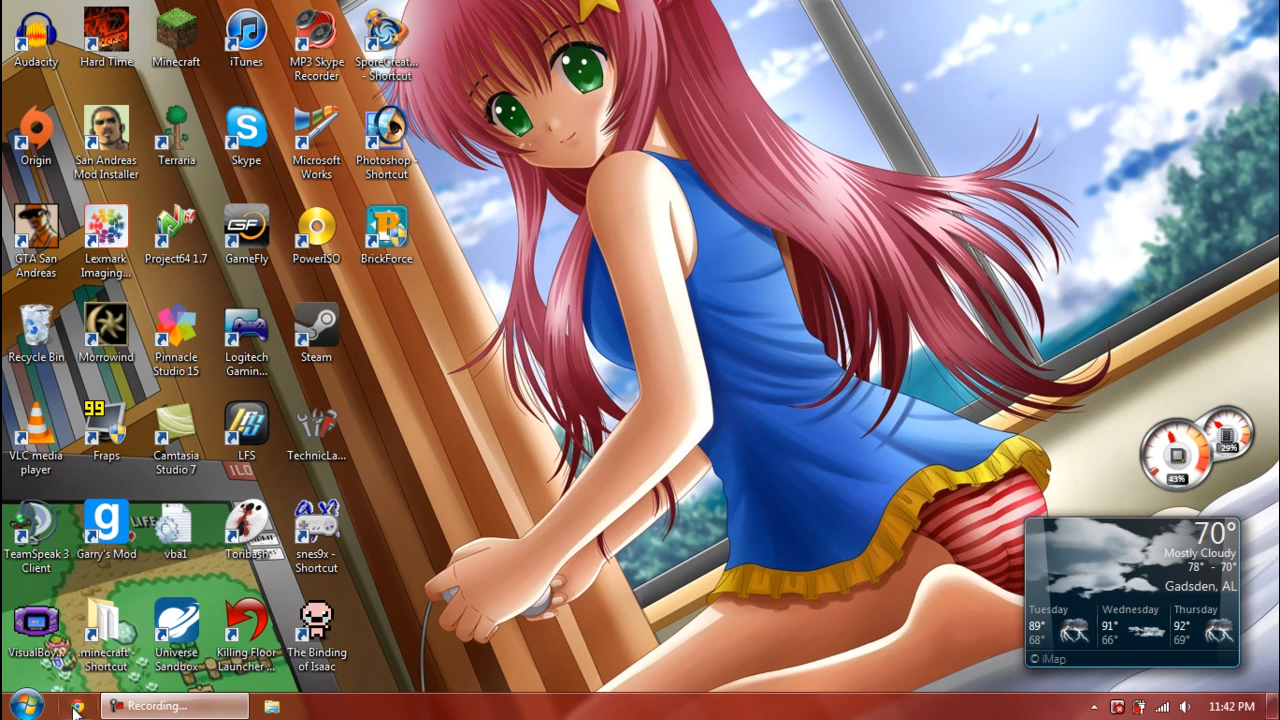 Audacity
Hard Time
Minecraft
iTunes
MP3 Skype
Recorder
SporeCreat...
- Shortcut
Origin
San Andreas
Mod Installer
Terraria
Skype
Microsoft
Works
Photoshop -
Shortcut
GTA San
Andreas
Lexmark
Imaging...
Project64 1.7
GameFly
PowerISO
BrickForce
Recycle Bin
Morrowind
Pinnacle
Studio 15
Logitech
Gamin...
Steam
VLC media
player
99
Fraps
Camtasia
Studio 7
LFS
TechnicLa...
TeamSpeak 3
Client
Garry's Mod
LIFE
vba1
Toribash
snes9x -
Shortcut
VisualBoy...
.minecraft -
Shortcut
Universe
Sandbox
Killing Floor
Launcher ...
The Binding
of Isaac
43%
29%
70°
Mostly Cloudy
78° - 70°
Gadsden, AL
Tuesday
Wednesday
Thursday
89°
91°
92°
68°
66°
69°
© iMap
Recording...
11:42 PM